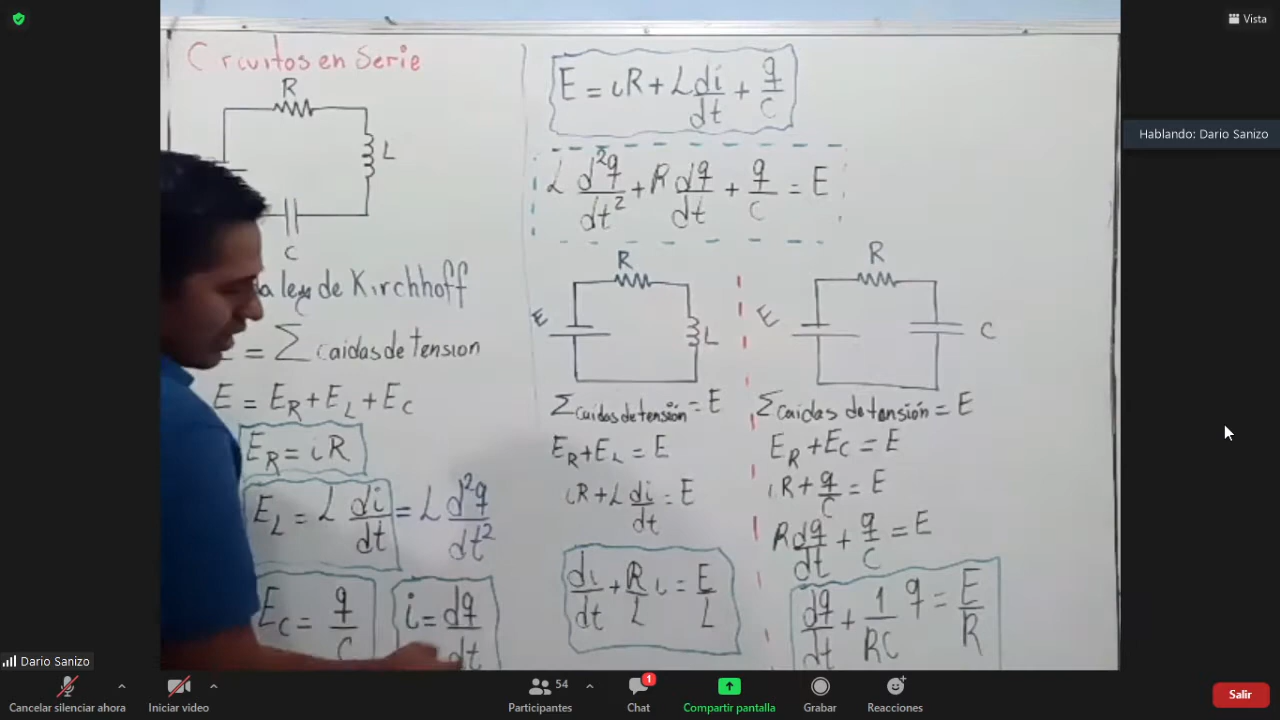 Vista
Hablando: Dario Sanizo
Circuitos en Serie
R
L
C
ley de Kirchhoff
= Σ caidas de tension
E = E_R + E_L + E_C
E_R = iR
E_L = L di/dt = L d²q/dt²
E_C = q/C
i = dq/dt
E = iR + L di/dt + q/C
L d²q/dt² + R dq/dt + q/C = E
R
E
L
Σ caidas de tensión = E
E_R + E_L = E
iR + L di/dt = E
di/dt + R/L i = E/L
R
E
C
Σ caidas de tensión = E
E_R + E_C = E
iR + q/C = E
R dq/dt + q/C = E
dq/dt + 1/RC q = E/R
Dario Sanizo
Cancelar silenciar ahora
Iniciar video
54
Participantes
1
Chat
Compartir pantalla
Grabar
Reacciones
Salir